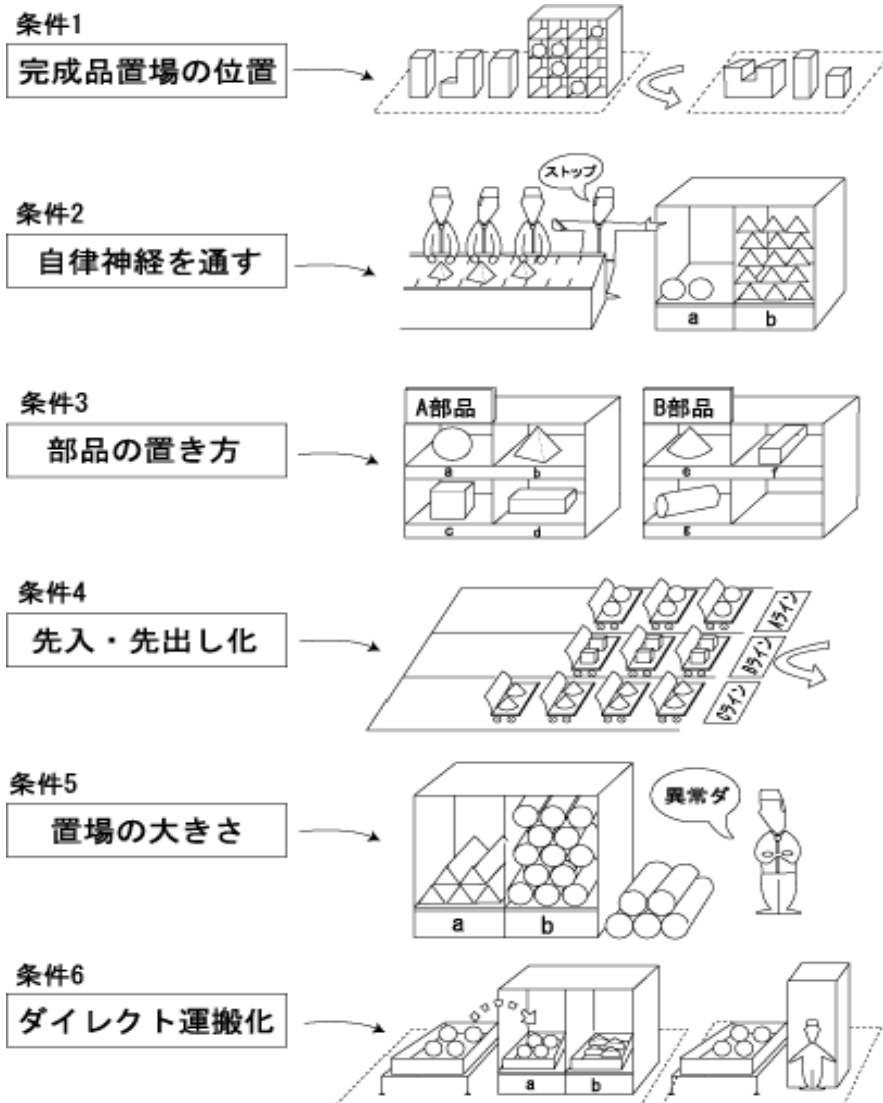 条件1
完成品置場の位置
条件2
自律神経を通す
ストップ
a b
条件3
部品の置き方
A部品 B部品
a b e f
c d g
条件4
先入・先出し化
Aライン
Bライン
Cライン
条件5
置場の大きさ
異常ダ
a b
条件6
ダイレクト運搬化
a b